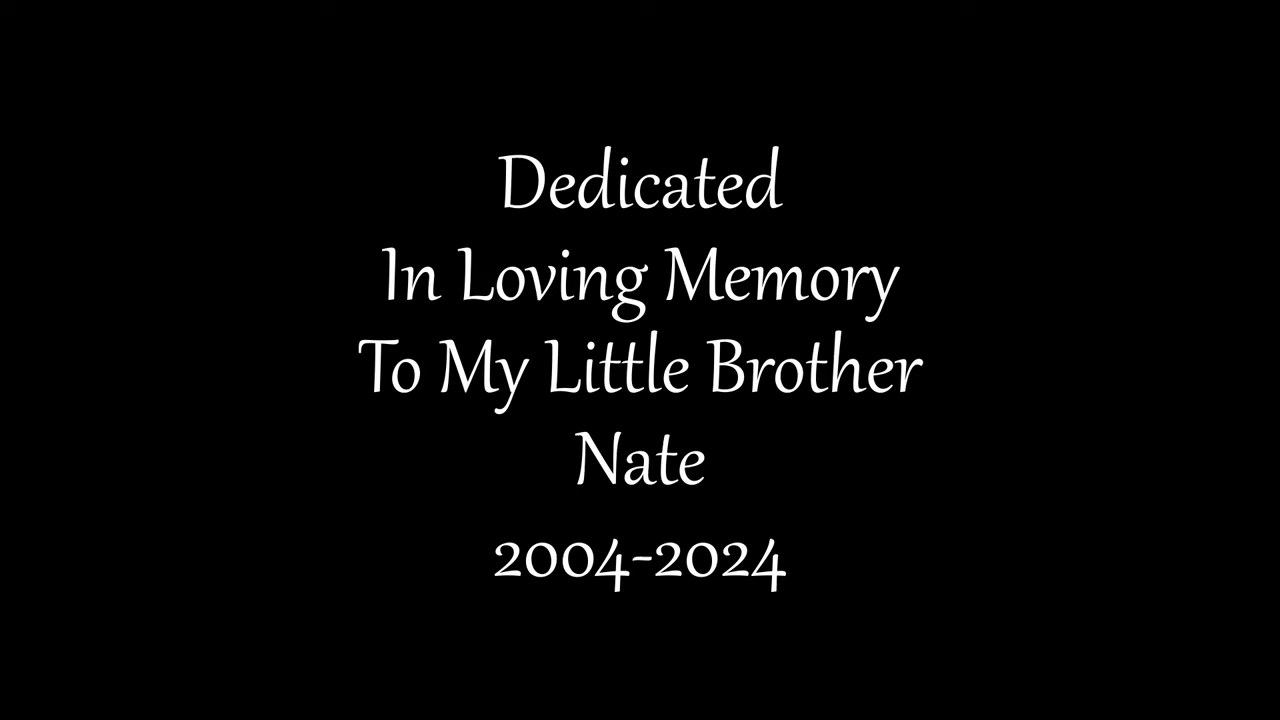 Dedicated
In Loving Memory
To My Little Brother
Nate
2004-2024